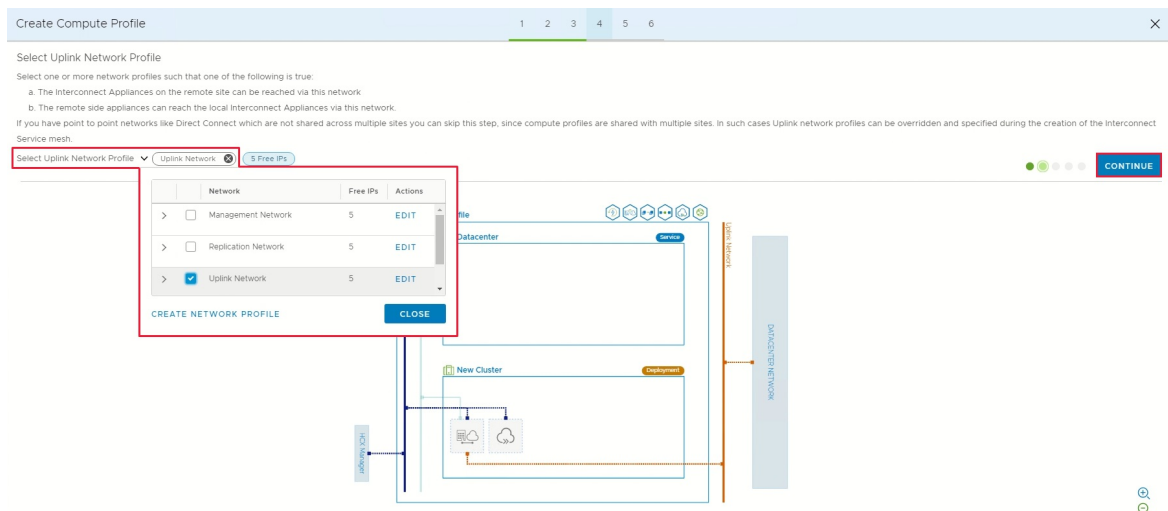 Create Compute Profile
1 2 3 4 5 6
Select Uplink Network Profile
Select one or more network profiles such that one of the following is true:
a. The Interconnect Appliances on the remote site can be reached via this network
b. The remote side appliances can reach the local Interconnect Appliances via this network.
If you have point to point networks like Direct Connect which are not shared across multiple sites you can skip this step, since compute profiles are shared with multiple sites. In such cases Uplink network profiles can be overridden and specified during the creation of the Interconnect
Service mesh.
Select Uplink Network Profile Uplink Network 5 Free IPs
CONTINUE
Network Free IPs Actions
Management Network 5 EDIT
Replication Network 5 EDIT
Uplink Network 5 EDIT
CREATE NETWORK PROFILE CLOSE
file
Datacenter Service
Uplink Network
DATACENTER NETWORK
New Cluster Deployment
HCX Manager